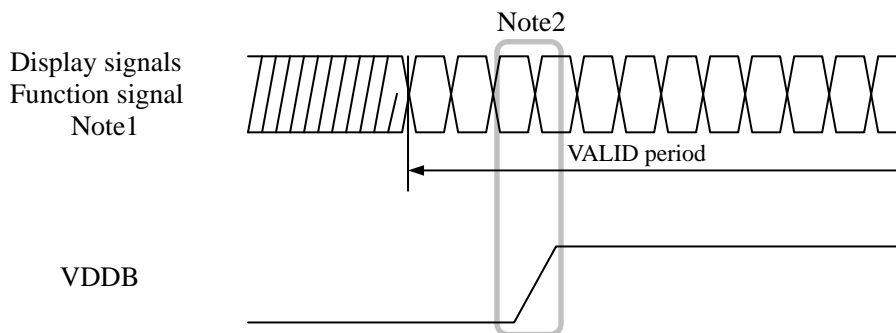 Note2
Display signals
Function signal
Note1
VALID period
VDDB